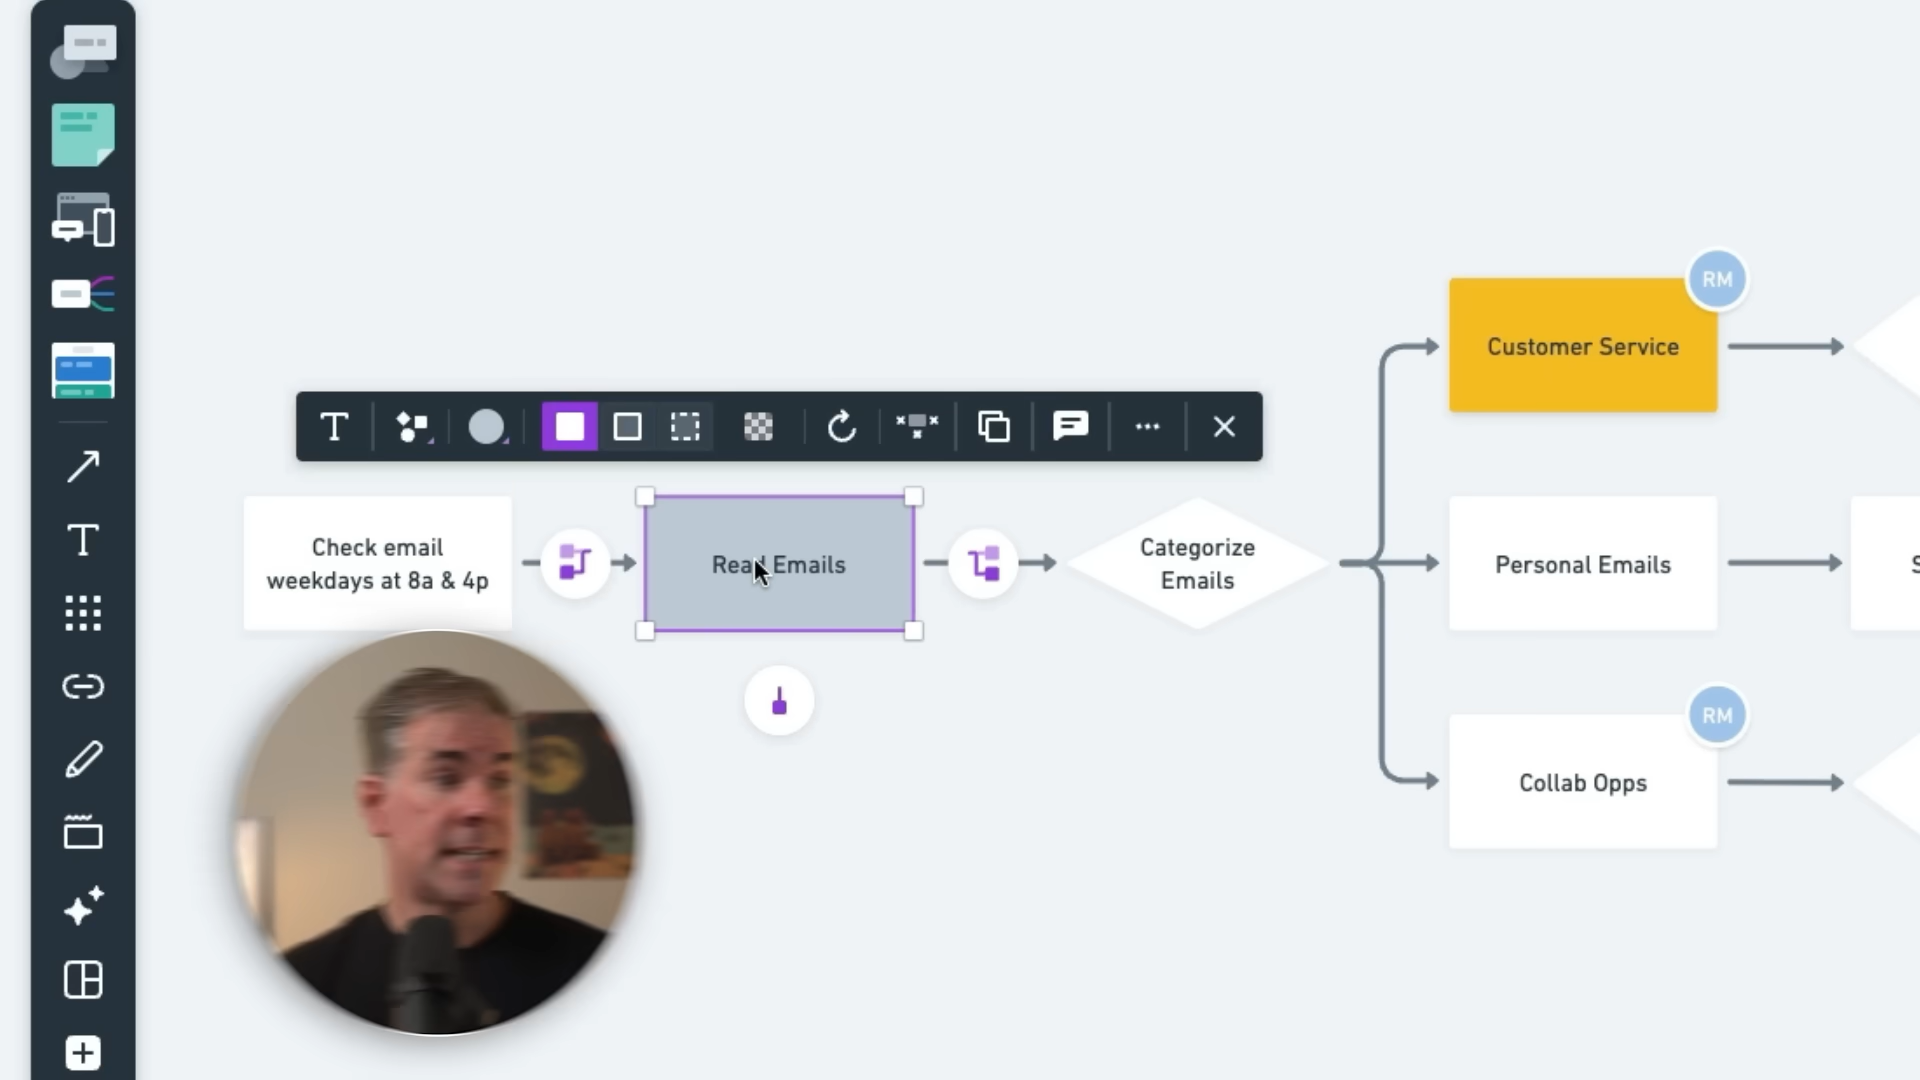 RM
Customer Service
Check email
weekdays at 8a & 4p
Read Emails
Categorize
Emails
Personal Emails
S
RM
Collab Opps